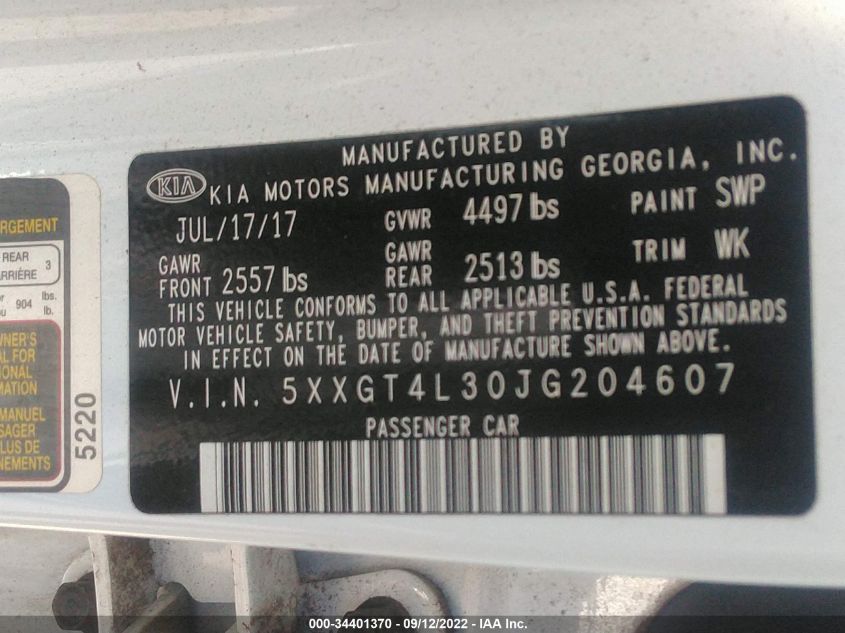 MANUFACTURED BY
KIA KIA MOTORS MANUFACTURING GEORGIA, INC.
JUL/17/17 GVWR 4497 lbs PAINT SWP
GAWR FRONT 2557 lbs GAWR REAR 2513 lbs TRIM WK
THIS VEHICLE CONFORMS TO ALL APPLICABLE U.S.A. FEDERAL
MOTOR VEHICLE SAFETY, BUMPER, AND THEFT PREVENTION STANDARDS
IN EFFECT ON THE DATE OF MANUFACTURE SHOWN ABOVE.
V.I.N. 5XXGT4L30JG204607
PASSENGER CAR
REAR
3
904 lbs.
lb.
FOR
MANUEL
DE
5220
000-34401370 - 09/12/2022 - IAA Inc.